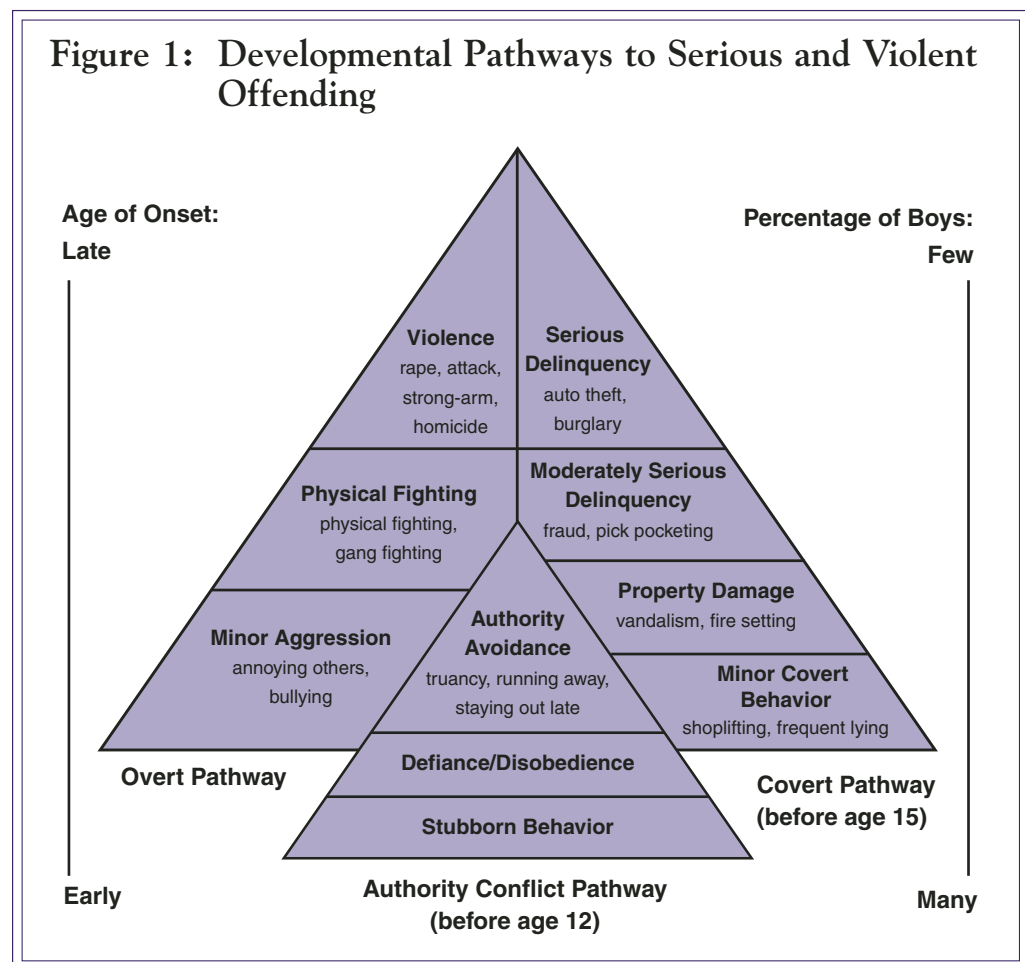 Figure 1: Developmental Pathways to Serious and Violent
Offending
Age of Onset:
Late
Percentage of Boys:
Few
Violence
rape, attack,
strong-arm,
homicide
Serious
Delinquency
auto theft,
burglary
Physical Fighting
physical fighting,
gang fighting
Moderately Serious
Delinquency
fraud, pick pocketing
Minor Aggression
annoying others,
bullying
Authority
Avoidance
truancy, running away,
staying out late
Property Damage
vandalism, fire setting
Minor Covert
Behavior
shoplifting, frequent lying
Defiance/Disobedience
Stubborn Behavior
Overt Pathway
Covert Pathway
(before age 15)
Early
Authority Conflict Pathway
(before age 12)
Many